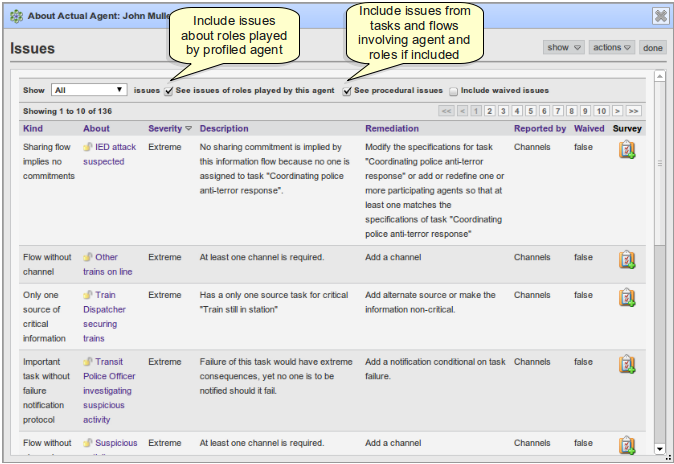 About Actual Agent: John Mulle
Include issues
about roles played
by profiled agent
Include issues from
tasks and flows
involving agent and
roles if included
Issues
show
actions
done
Show All issues See issues of roles played by this agent See procedural issues Include waived issues
Showing 1 to 10 of 136
<< < 1 2 3 4 5 6 7 8 9 10 > >>
Kind About Severity Description Remediation Reported by Waived Survey
Sharing flow
implies no
commitments
IED attack
suspected
Extreme
No sharing commitment is implied by
this information flow because no one is
assigned to task "Coordinating police
anti-terror response".
Modify the specifications for task
"Coordinating police anti-terror
response" or add or redefine one or
more participating agents so that at
least one matches the
specifications of task "Coordinating
police anti-terror response"
Channels
false
Flow without
channel
Other
trains on line
Extreme
At least one channel is required.
Add a channel
Channels
false
Only one
source of
critical
information
Train
Dispatcher
securing
trains
Extreme
Has a only one source task for critical
"Train still in station"
Add alternate source or make the
information non-critical.
Channels
false
Important
task without
failure
notification
protocol
Transit
Police Officer
investigating
suspicious
activity
Extreme
Failure of this task would have extreme
consequences, yet no one is to be
notified should it fail.
Add a notification conditional on task
failure.
Channels
false
Flow without
Suspicious
Extreme
At least one channel is required.
Add a channel
Channels
false